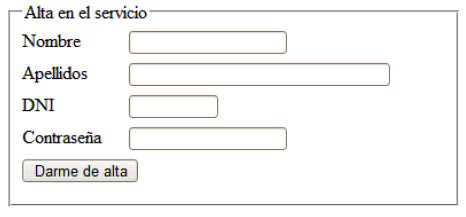 Alta en el servicio
Nombre
Apellidos
DNI
Contraseña
Darme de alta